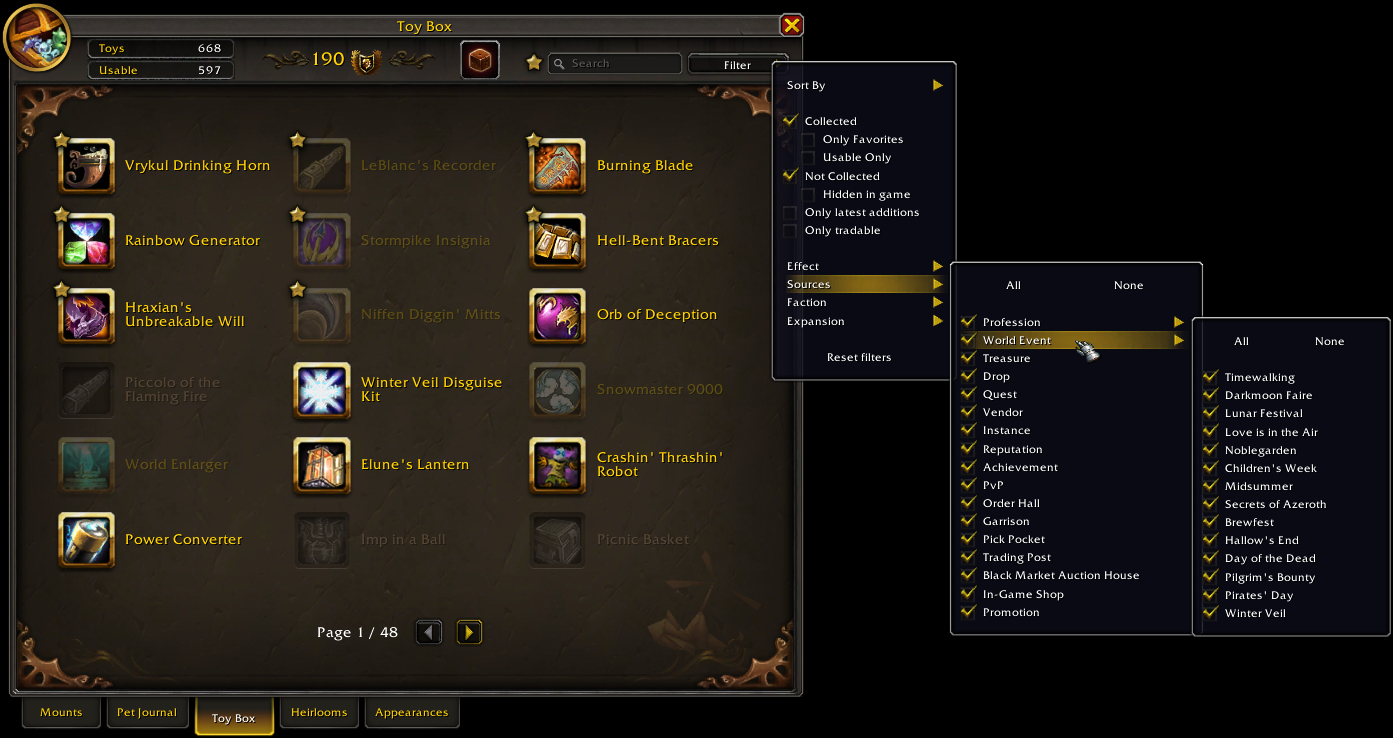 Toy Box
Toys 668
Usable 597
190
Search
Filter
Vrykul Drinking Horn
LeBlanc's Recorder
Burning Blade
Rainbow Generator
Stormpike Insignia
Hell-Bent Bracers
Hraxian's
Unbreakable Will
Niffen Diggin' Mitts
Orb of Deception
Piccolo of the
Flaming Fire
Winter Veil Disguise
Kit
Snowmaster 9000
World Enlarger
Elune's Lantern
Crashin' Thrashin'
Robot
Power Converter
Imp in a Ball
Picnic Basket
Page 1 / 48
Mounts
Pet Journal
Toy Box
Heirlooms
Appearances
Sort By
Collected
Only Favorites
Usable Only
Not Collected
Hidden in game
Only latest additions
Only tradable
Effect
Sources
Faction
Expansion
Reset filters
All None
Profession
World Event
Treasure
Drop
Quest
Vendor
Instance
Reputation
Achievement
PvP
Order Hall
Garrison
Pick Pocket
Trading Post
Black Market Auction House
In-Game Shop
Promotion
All None
Timewalking
Darkmoon Faire
Lunar Festival
Love is in the Air
Noblegarden
Children's Week
Midsummer
Secrets of Azeroth
Brewfest
Hallow's End
Day of the Dead
Pilgrim's Bounty
Pirates' Day
Winter Veil